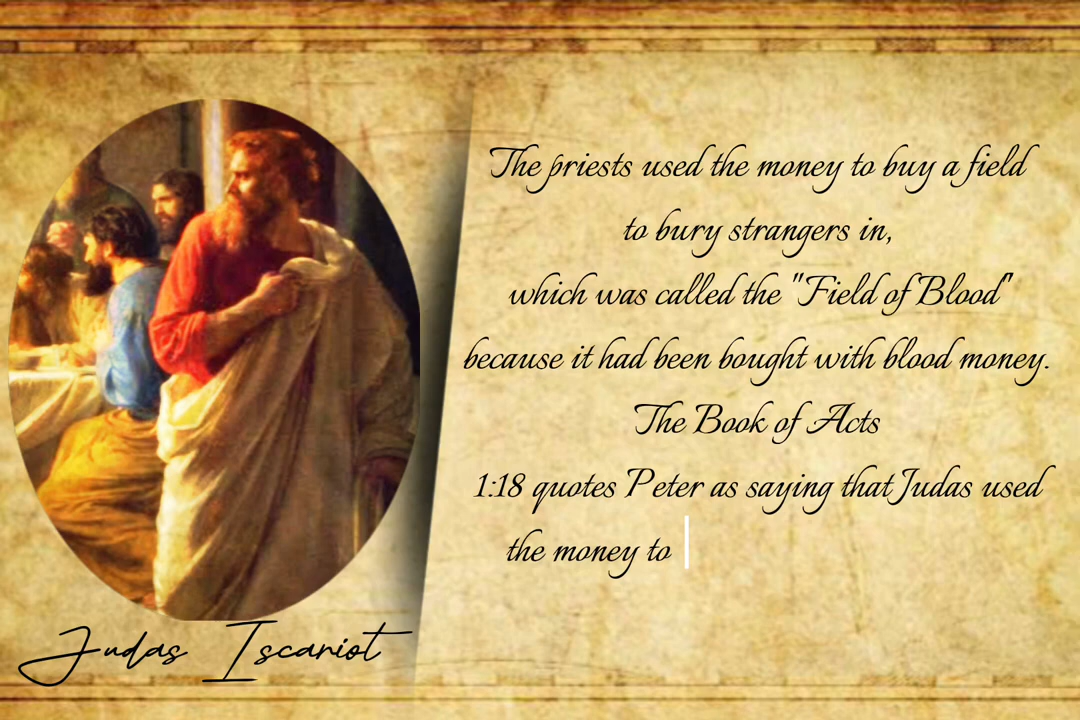 The priests used the money to buy a field
to bury strangers in,
which was called the "Field of Blood"
because it had been bought with blood money.
The Book of Acts
1:18 quotes Peter as saying that Judas used
the money to
Judas Iscariot